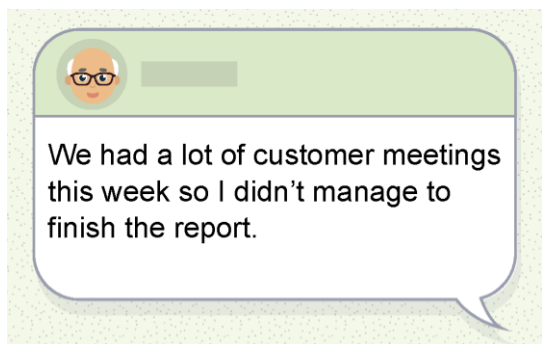 We had a lot of customer meetings
this week so I didn’t manage to
finish the report.